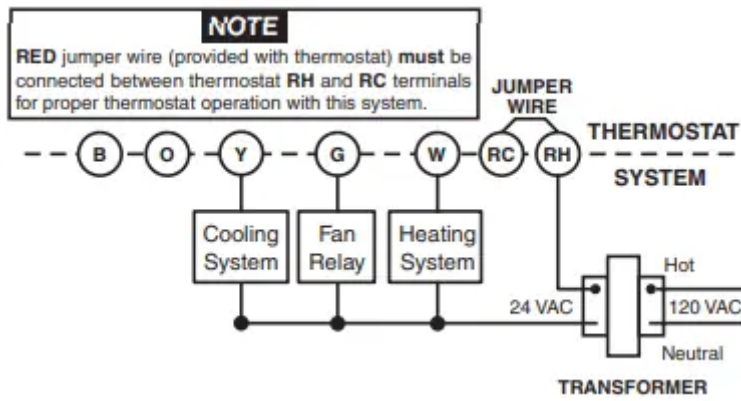 NOTE
RED jumper wire (provided with thermostat) must be
connected between thermostat RH and RC terminals
for proper thermostat operation with this system.
JUMPER
WIRE
B O Y G W RC RH
THERMOSTAT
SYSTEM
Cooling
System
Fan
Relay
Heating
System
Hot
24 VAC
120 VAC
Neutral
TRANSFORMER